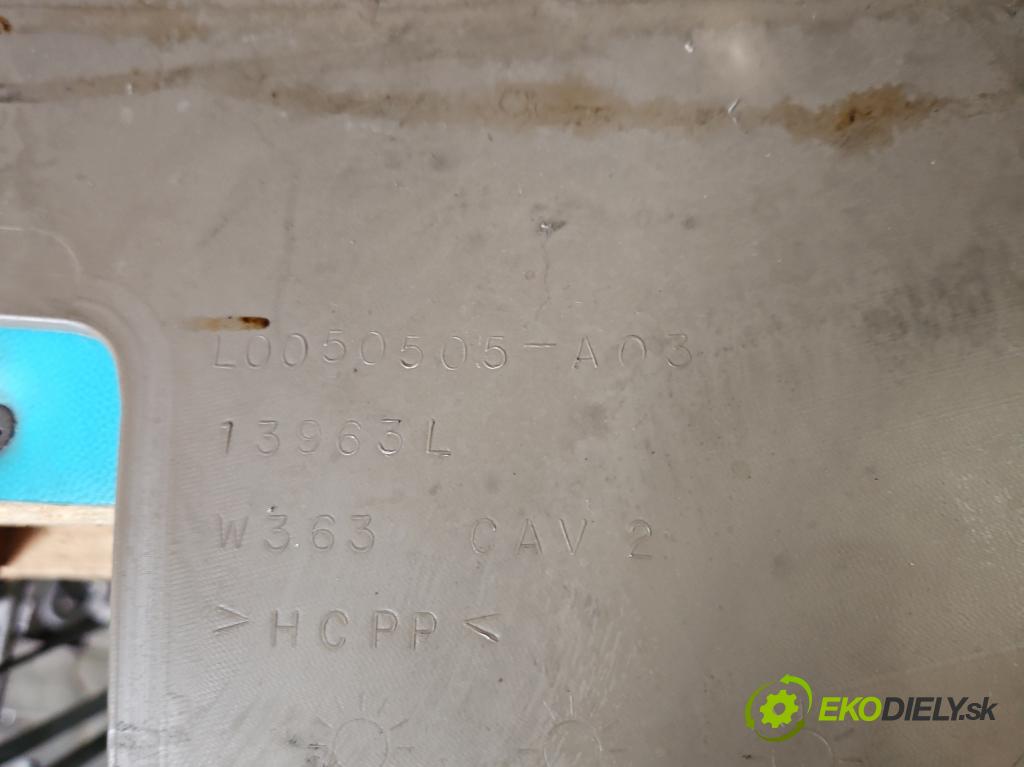 L0050505-A03
13963L
W363 CAV 2
>HCPP<
EKODIELY.sk